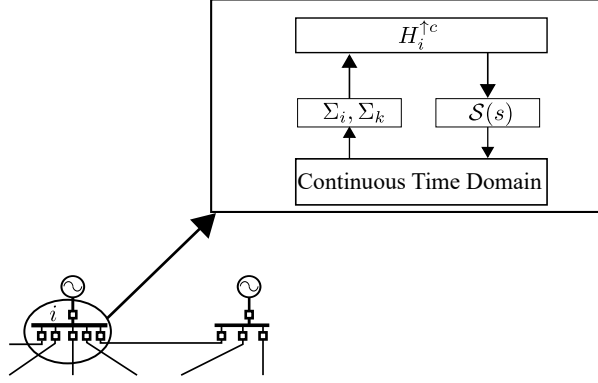 H_i^{↑c}
Σ_i, Σ_k
𝒮(s)
Continuous Time Domain
i